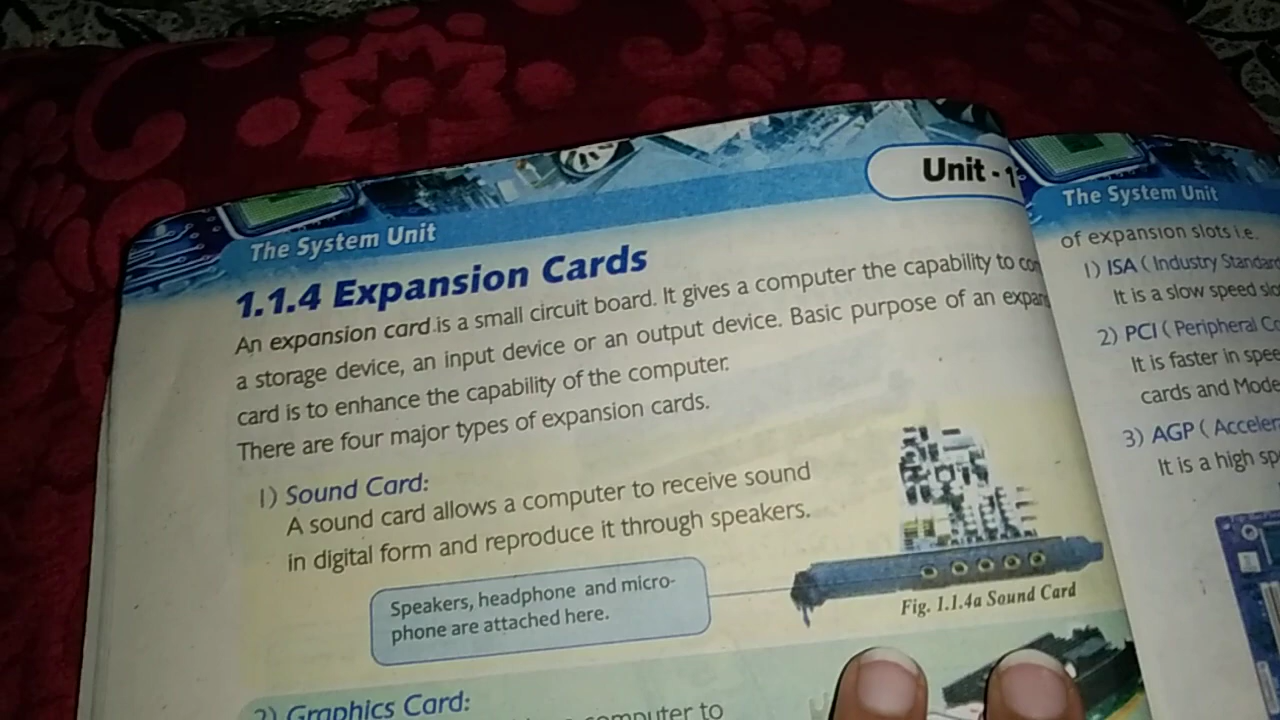 The System Unit
Unit - 1
1.1.4 Expansion Cards
An expansion card is a small circuit board. It gives a computer the capability to
a storage device, an input device or an output device. Basic purpose of an
card is to enhance the capability of the computer.
There are four major types of expansion cards.
1) Sound Card:
A sound card allows a computer to receive sound
in digital form and reproduce it through speakers.
Speakers, headphone and micro-
phone are attached here.
Fig. 1.1.4a Sound Card
2) Graphics Card:
computer to
The System Unit
of expansion slots i.e.
1) ISA ( Industry Standard
It is a slow speed
2) PCI ( Peripheral
It is faster in
cards and
3) AGP (
It is a high